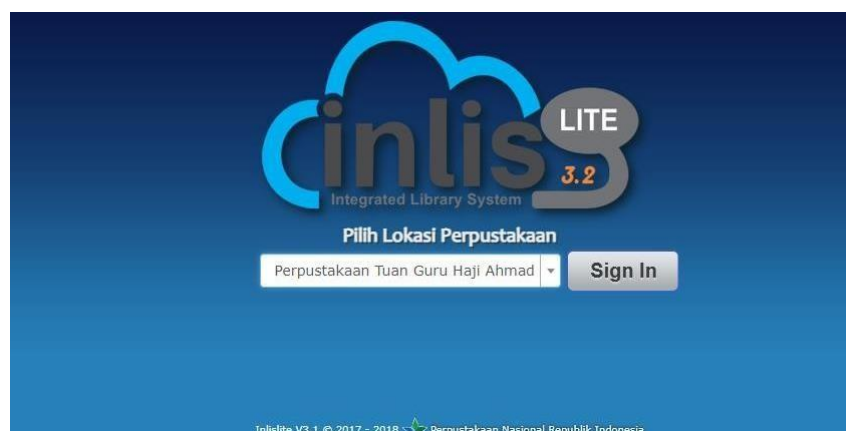 inlis
LITE
3.2
Integrated Library System
Pilih Lokasi Perpustakaan
Perpustakaan Tuan Guru Haji Ahmad
Sign In
Inlislite V3.1 © 2017 - 2018 Perpustakaan Nasional Republik Indonesia